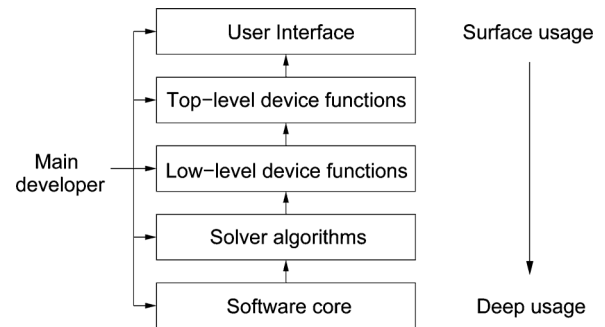 User Interface
Surface usage
Top−level device functions
Main
developer
Low−level device functions
Solver algorithms
Software core
Deep usage